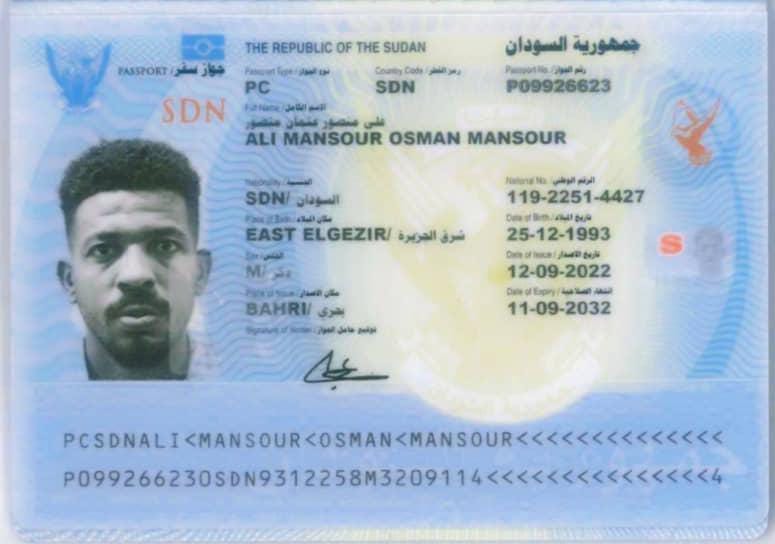 THE REPUBLIC OF THE SUDAN جمهورية السودان
PASSPORT / جواز سفر
Passport Type / نوع الجواز Country Code / رمز القطر Passport No. / رقم الجواز
PC SDN P09926623
SDN
Full Name / الاسم الكامل
علي منصور عثمان منصور
ALI MANSOUR OSMAN MANSOUR
Nationality / الجنسية National No. / الرقم الوطني
SDN/ السودان 119-2251-4427
Place of Birth / مكان الميلاد Date of Birth / تاريخ الميلاد
EAST ELGEZIR/ شرق الجزيرة 25-12-1993
Sex / الجنس Date of Issue / تاريخ الاصدار
M/ ذكر 12-09-2022
S
Place of Issue / مكان الاصدار Date of Expiry / انتهاء الصلاحية
BAHRI/ بحري 11-09-2032
Signature of Holder / توقيع حامل الجواز
PCSDNALI<MANSOUR<OSMAN<MANSOUR<<<<<<<<<<<<<<
P099266230SDN9312258M3209114<<<<<<<<<<<<<<<4